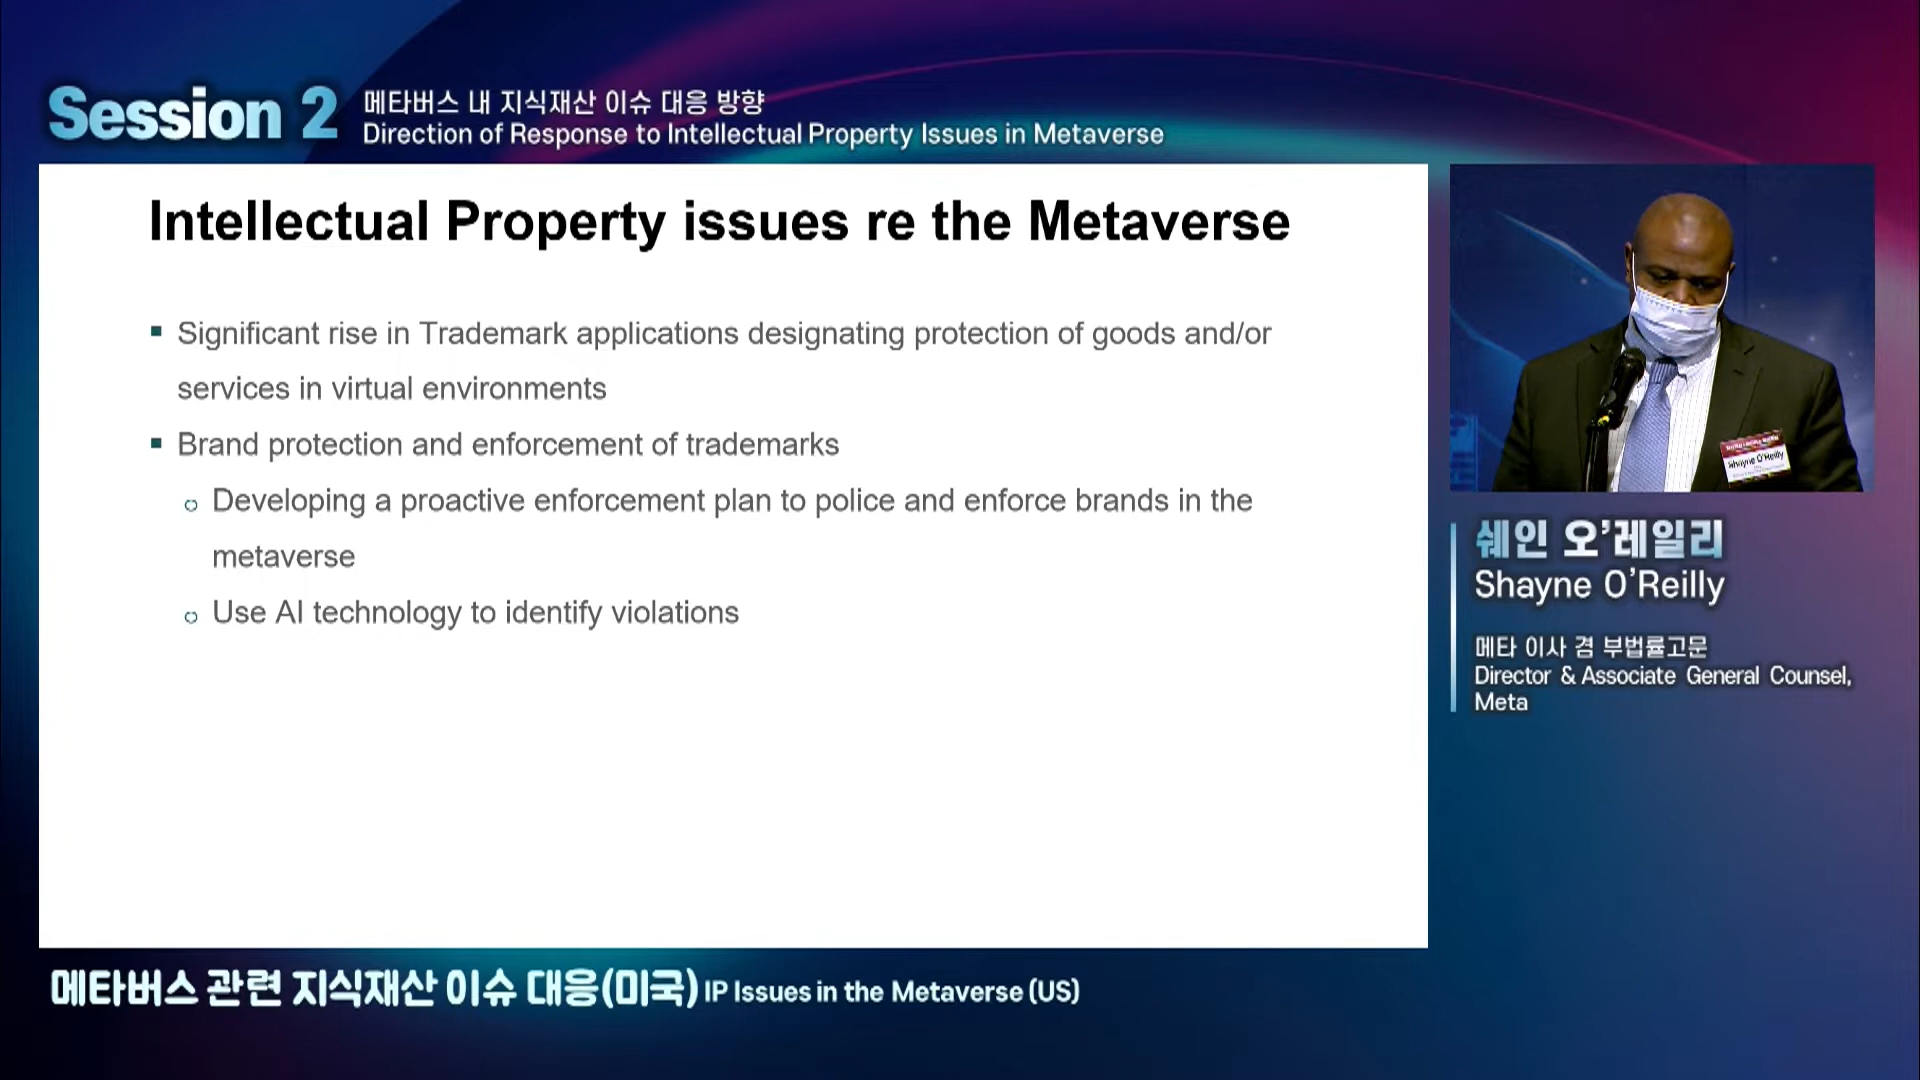 Session 2
메타버스 내 지식재산 이슈 대응 방향
Direction of Response to Intellectual Property Issues in Metaverse
Intellectual Property issues re the Metaverse
▪ Significant rise in Trademark applications designating protection of goods and/or
services in virtual environments
▪ Brand protection and enforcement of trademarks
o Developing a proactive enforcement plan to police and enforce brands in the
metaverse
o Use AI technology to identify violations
Shayne O'Reilly
쉐인 오’레일리
Shayne O’Reilly
메타 이사 겸 부법률고문
Director & Associate General Counsel,
Meta
메타버스 관련 지식재산 이슈 대응(미국) IP Issues in the Metaverse (US)